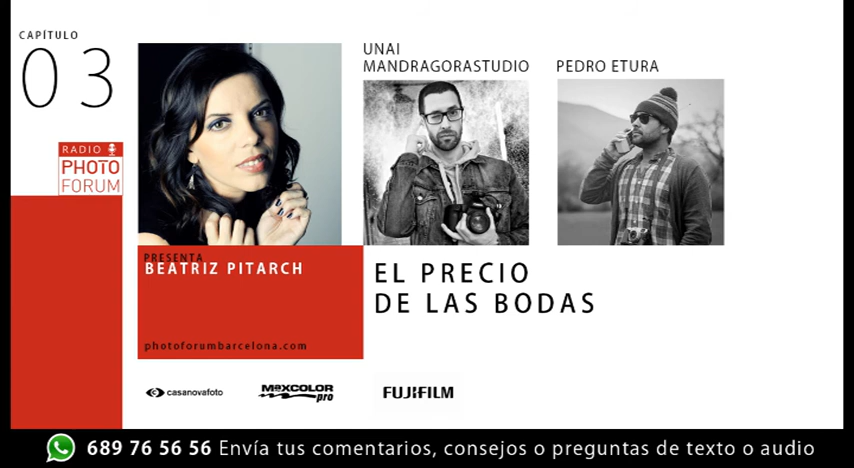 CAPÍTULO
03
RADIO
PHOTO
FORUM
UNAI
MANDRAGORASTUDIO
PEDRO ETURA
PRESENTA
BEATRIZ PITARCH
photoforumbarcelona.com
EL PRECIO
DE LAS BODAS
casanovafoto
MaXCOLOR
pro
FUJIFILM
689 76 56 56 Envía tus comentarios, consejos o preguntas de texto o audio